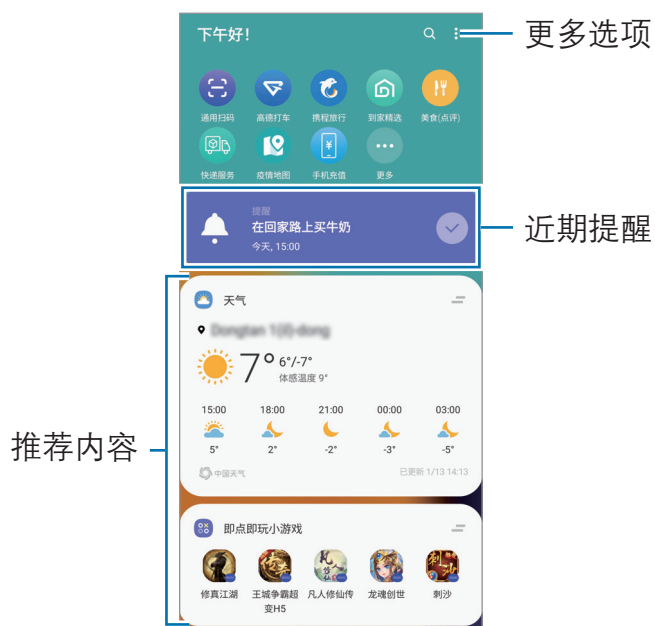 下午好！
更多选项
通用扫码 高德打车 携程旅行 到家精选 美食(点评)
快递服务 疫情地图 手机充值 更多
提醒
在回家路上买牛奶
今天, 15:00
近期提醒
推荐内容
天气
Dongtan 1(il)-dong
7° 6°/-7°
体感温度 9°
15:00 18:00 21:00 00:00 03:00
5° 2° -2° -3° -5°
中国天气 已更新 1/13 14:13
即点即玩小游戏
修真江湖 王城争霸超 凡人修仙传 龙魂创世 刺沙
变H5